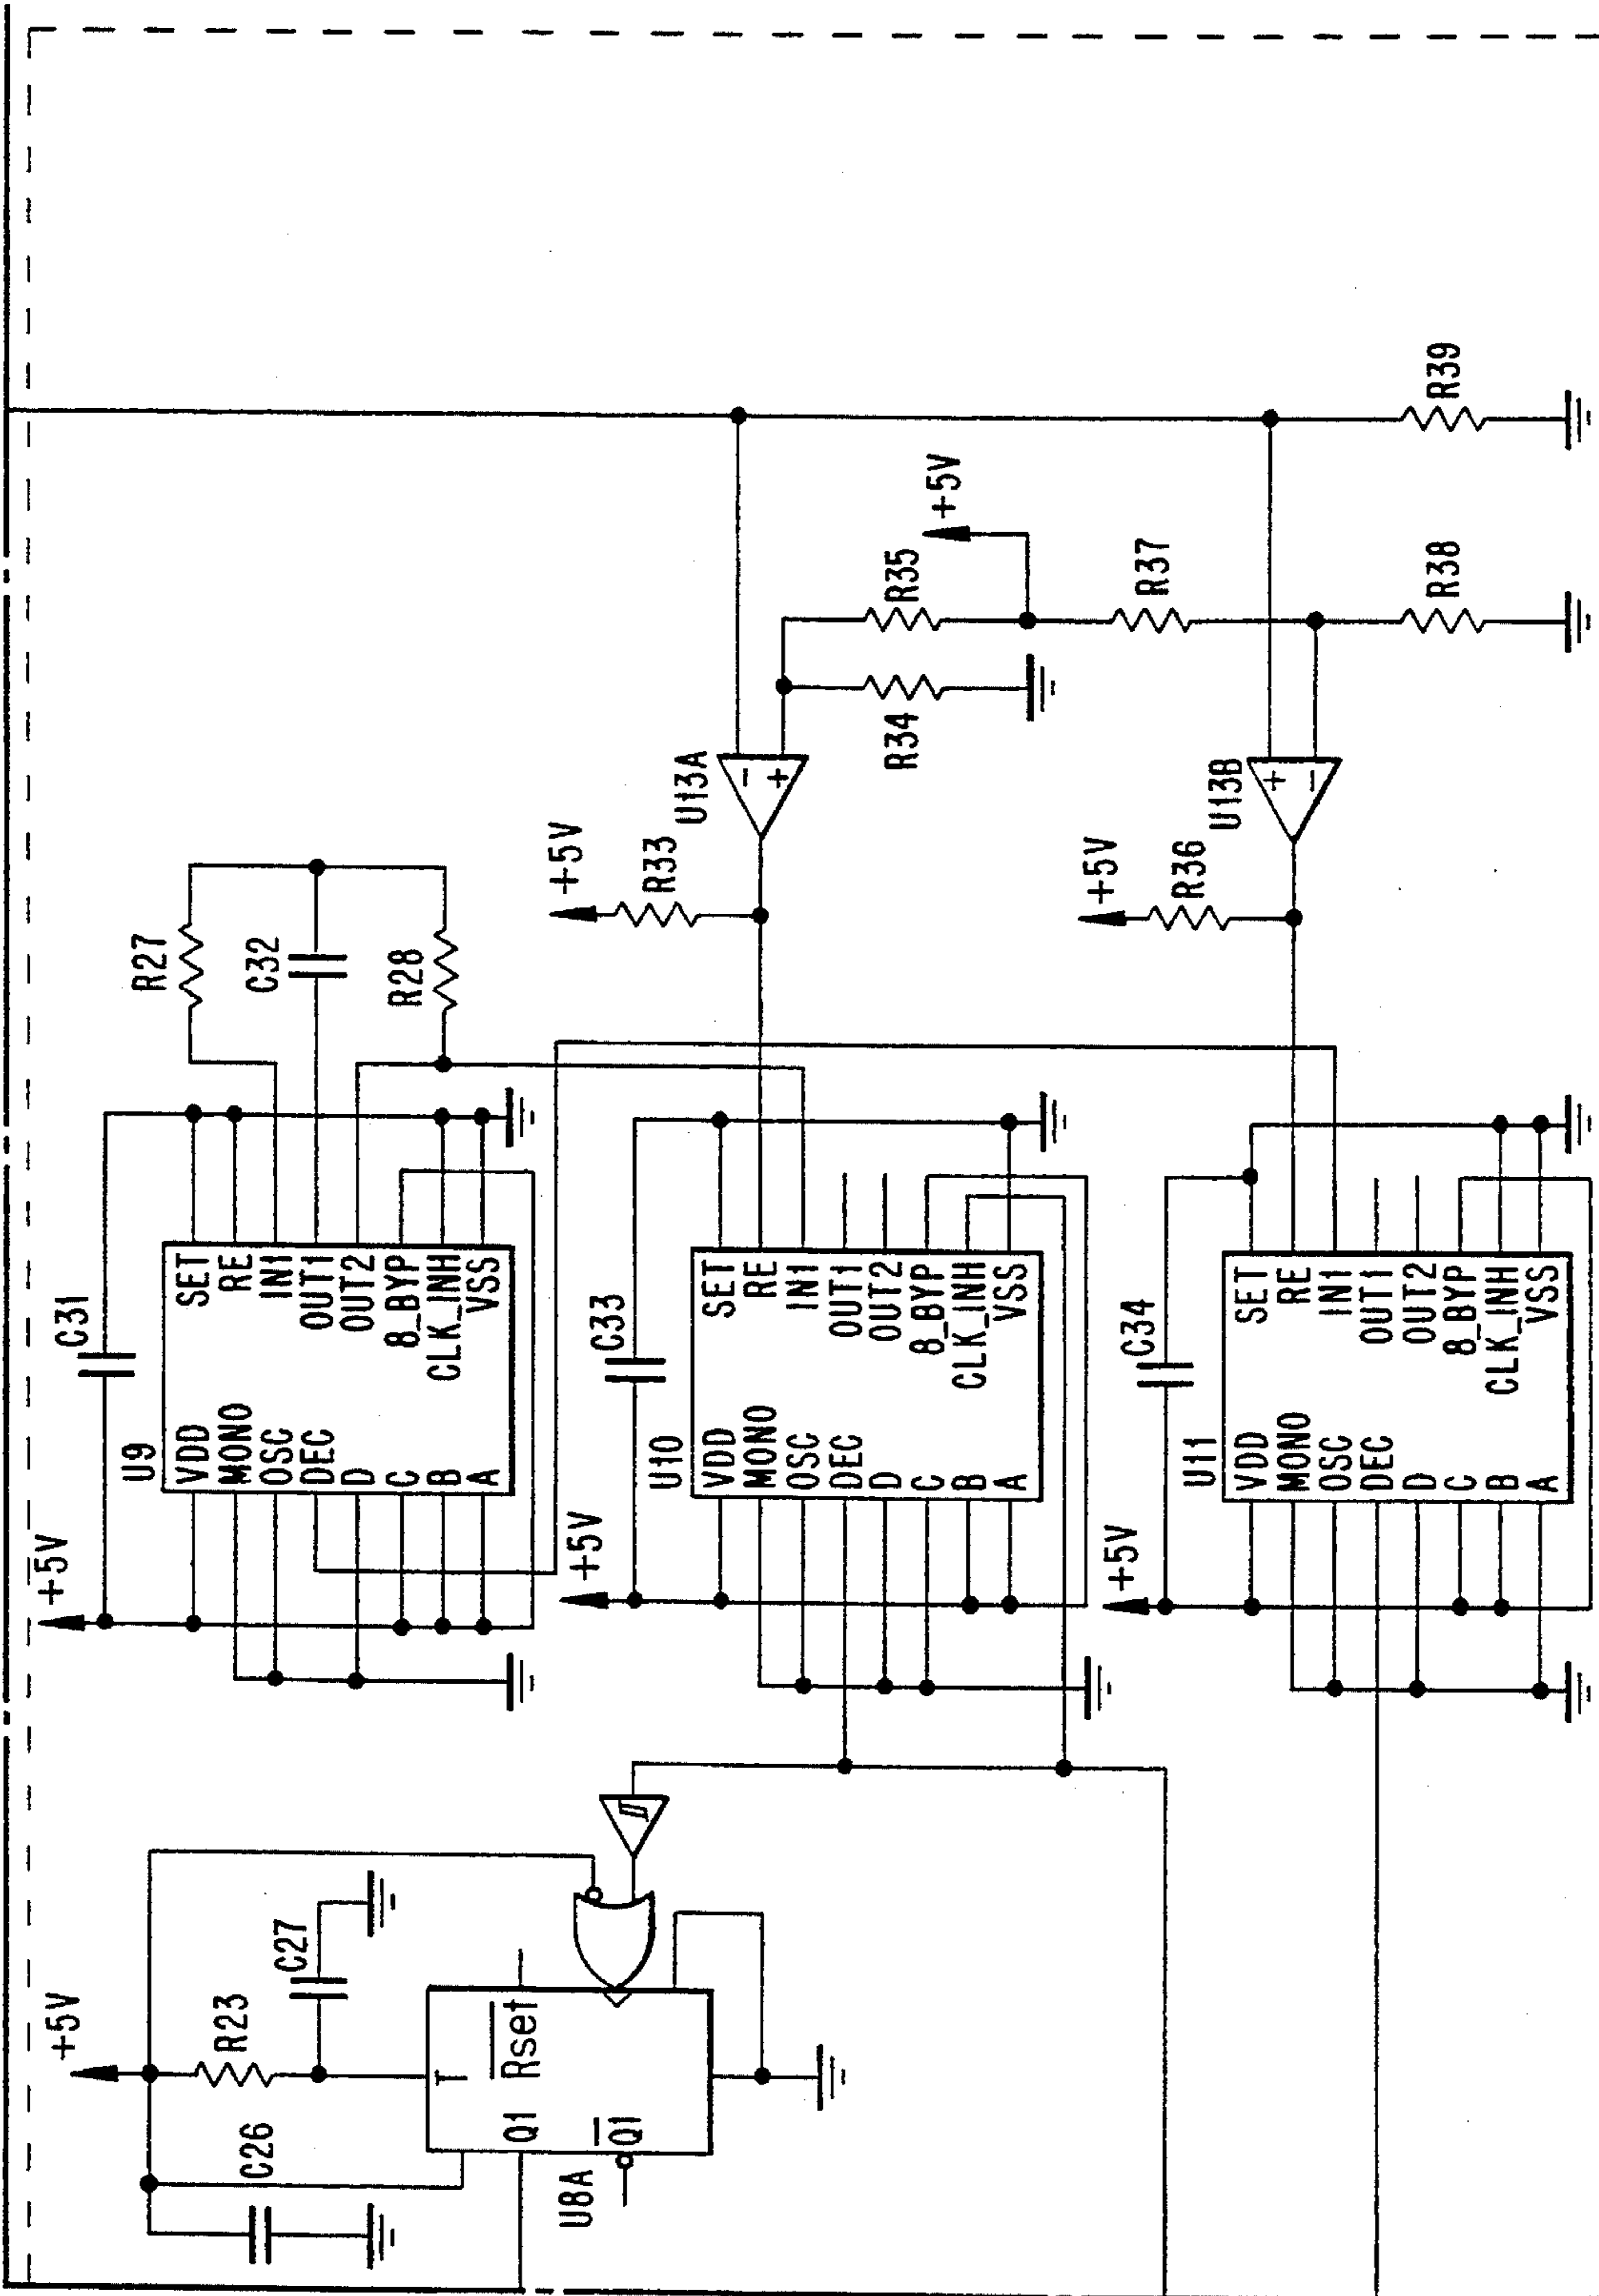 R39
+5V
R35
R37
R38
R34
U13A
-
+
U13B
+
-
+5V
R33
+5V
R36
R27
C32
R28
C31
SET
RE
IN1
OUT1
OUT2
8_BYP
CLK_INH
VSS
U9
VDD
MONO
OSC
DEC
D
C
B
A
+5V
C33
SET
RE
IN1
OUT1
OUT2
8_BYP
CLK_INH
VSS
U10
VDD
MONO
OSC
DEC
D
C
B
A
+5V
C34
SET
RE
IN1
OUT1
OUT2
8_BYP
CLK_INH
VSS
U11
VDD
MONO
OSC
DEC
D
C
B
A
+5V
+5V
R23
C27
C26
T
Rset
Q1
Q1
U8A